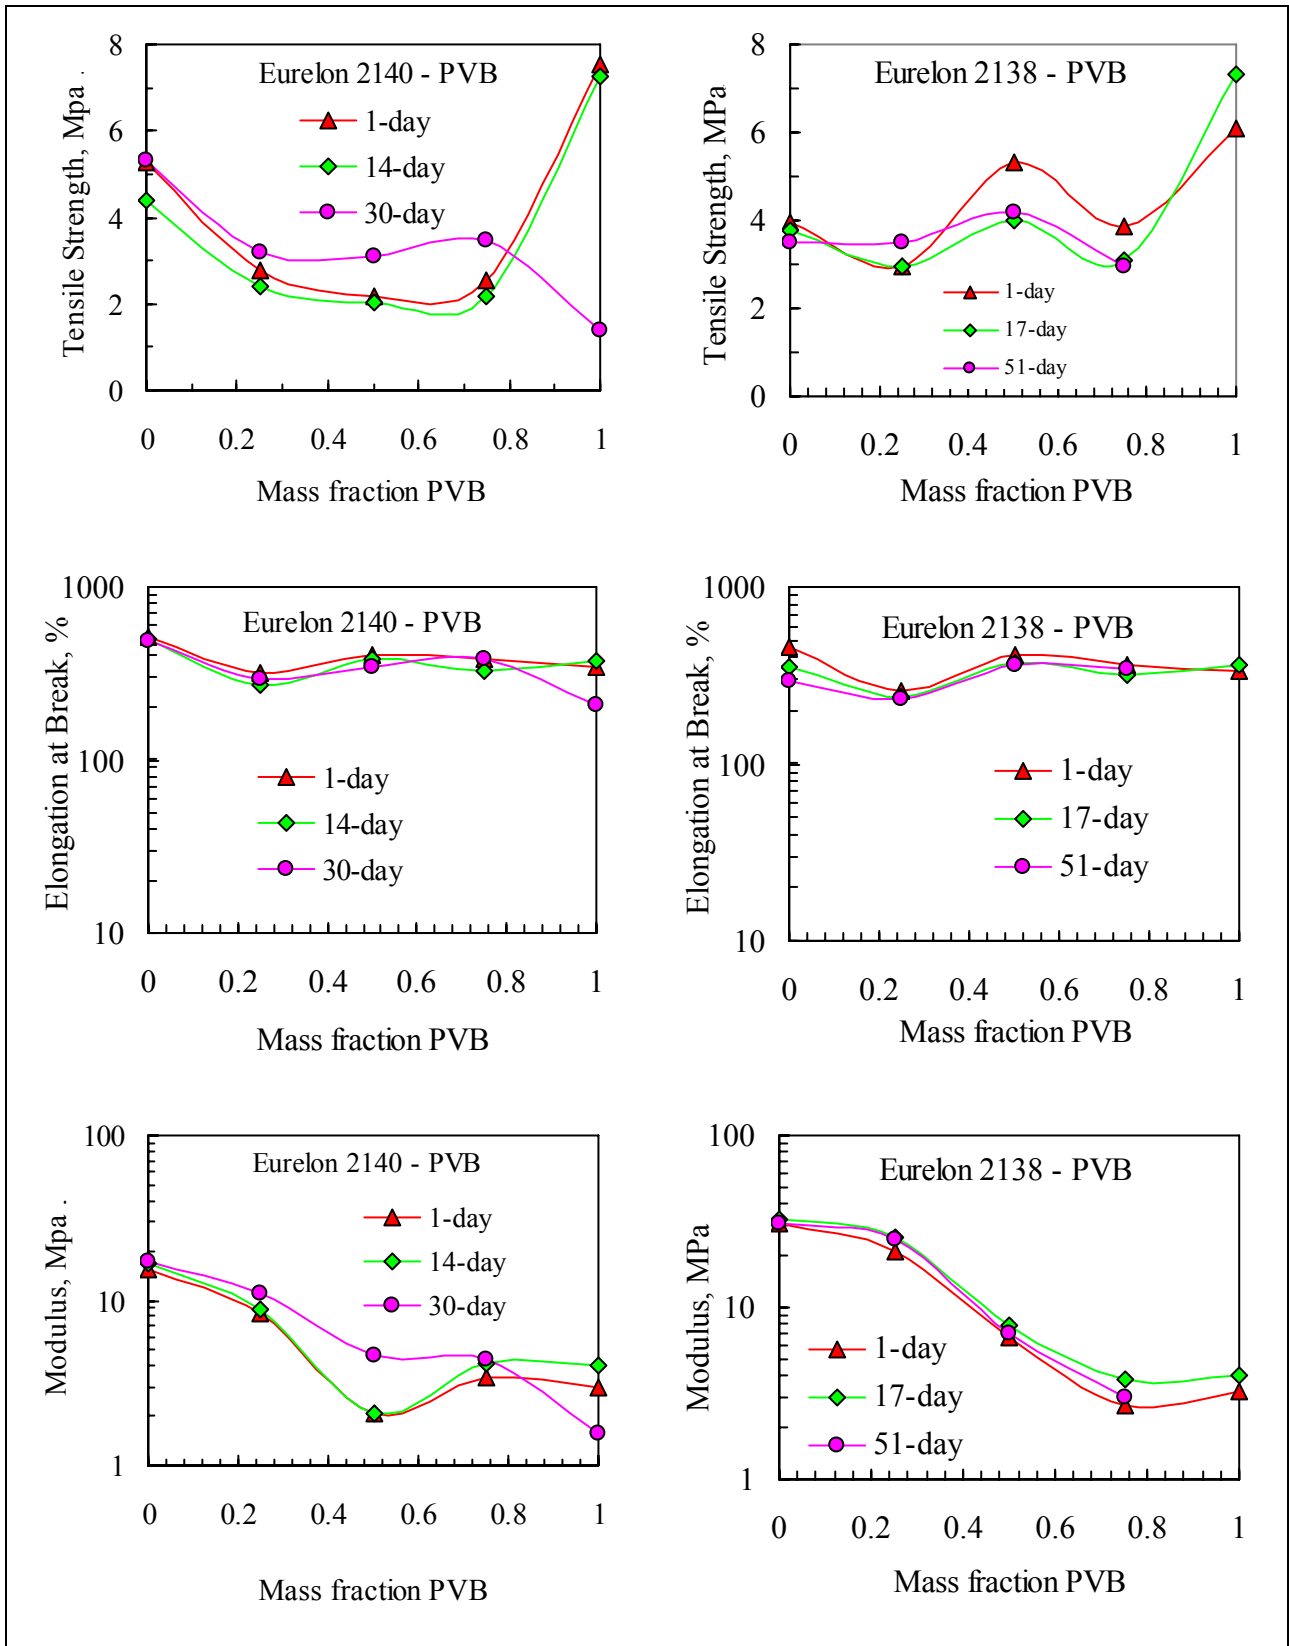 Tensile Strength, Mpa .
8
6
4
2
0
Eurelon 2140 - PVB
1-day
14-day
30-day
0 0.2 0.4 0.6 0.8 1
Mass fraction PVB
Tensile Strength, MPa
8
6
4
2
0
Eurelon 2138 - PVB
1-day
17-day
51-day
0 0.2 0.4 0.6 0.8 1
Mass fraction PVB
Elongation at Break, %
1000
100
10
Eurelon 2140 - PVB
1-day
14-day
30-day
0 0.2 0.4 0.6 0.8 1
Mass fraction PVB
Elongation at Break, %
1000
100
10
Eurelon 2138 - PVB
1-day
17-day
51-day
0 0.2 0.4 0.6 0.8 1
Mass fraction PVB
Modulus, Mpa .
100
10
1
Eurelon 2140 - PVB
1-day
14-day
30-day
0 0.2 0.4 0.6 0.8 1
Mass fraction PVB
Modulus, MPa
100
10
1
Eurelon 2138 - PVB
1-day
17-day
51-day
0 0.2 0.4 0.6 0.8 1
Mass fraction PVB